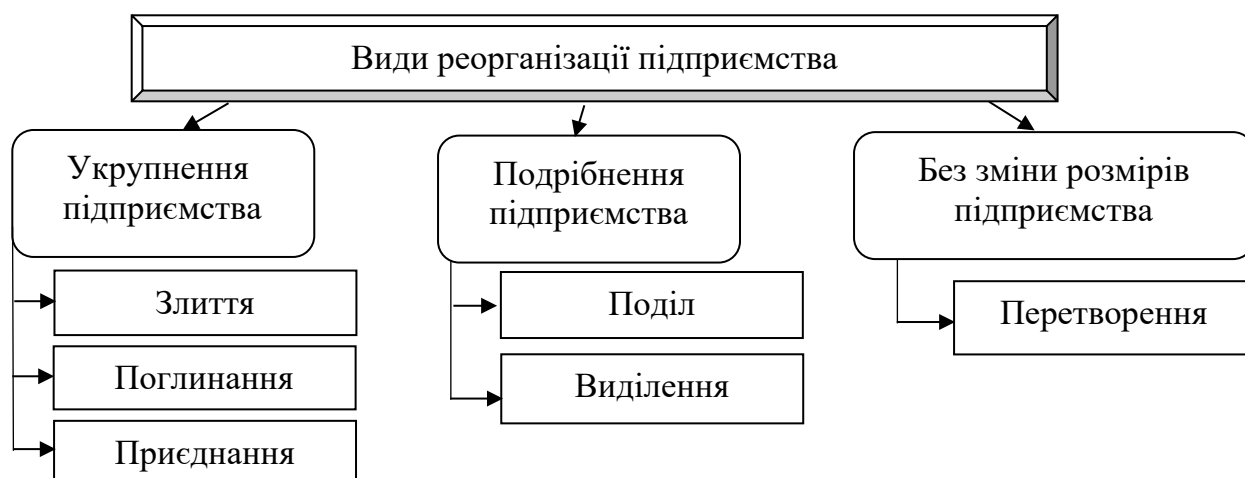 Види реорганізації підприємства
Укрупнення
підприємства
Злиття
Поглинання
Приєднання
Подрібнення
підприємства
Поділ
Виділення
Без зміни розмірів
підприємства
Перетворення